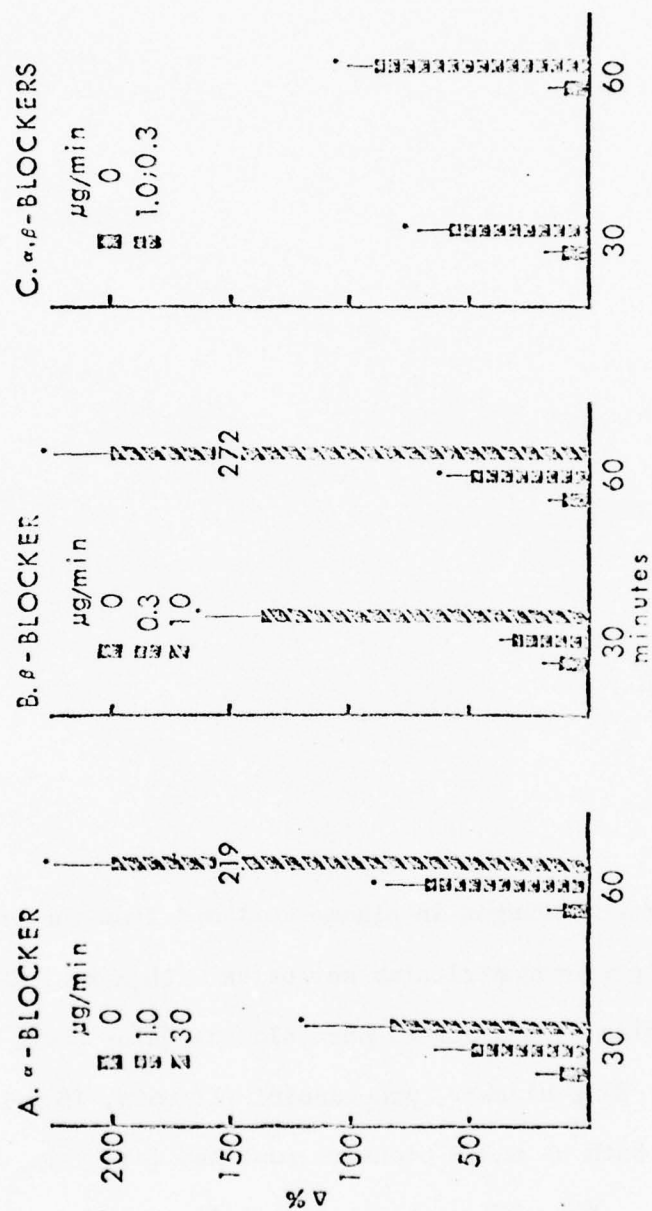 A. α-BLOCKER
µg/min
0
1.0
30
Δ %
200
150
100
50
219
30
60
B. β-BLOCKER
µg/min
0
0.3
1.0
272
30
60
minutes
C. α,β-BLOCKERS
µg/min
0
1.0;0.3
30
60